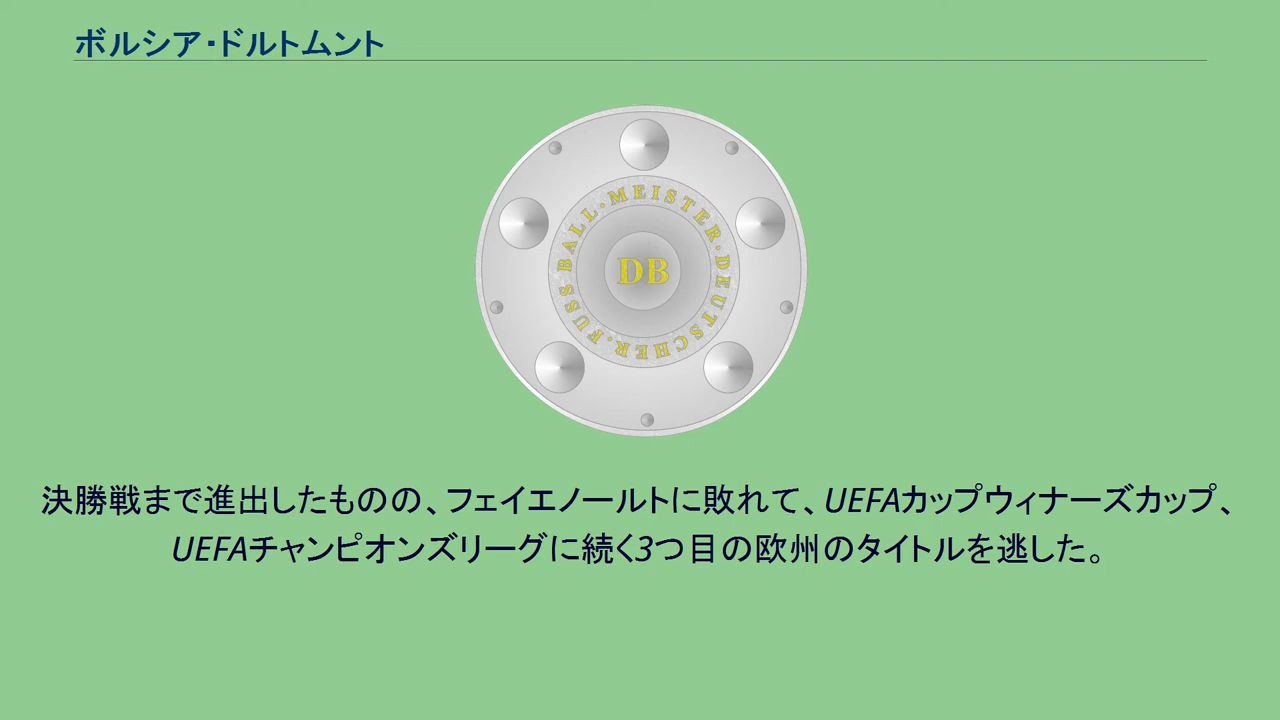 ボルシア・ドルトムント
MEISTER·DEUTSCHER·FUSSBALL·
DB
決勝戦まで進出したものの、フェイエノールトに敗れて、UEFAカップウィナーズカップ、
UEFAチャンピオンズリーグに続く3つ目の欧州のタイトルを逃した。